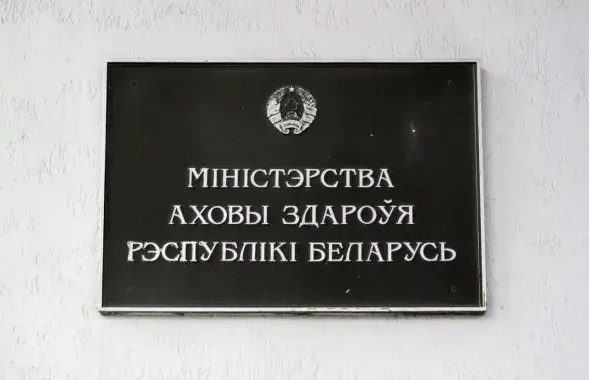 МІНІСТЭРСТВА
АХОВЫ ЗДАРОЎЯ
РЭСПУБЛІКІ БЕЛАРУСЬ